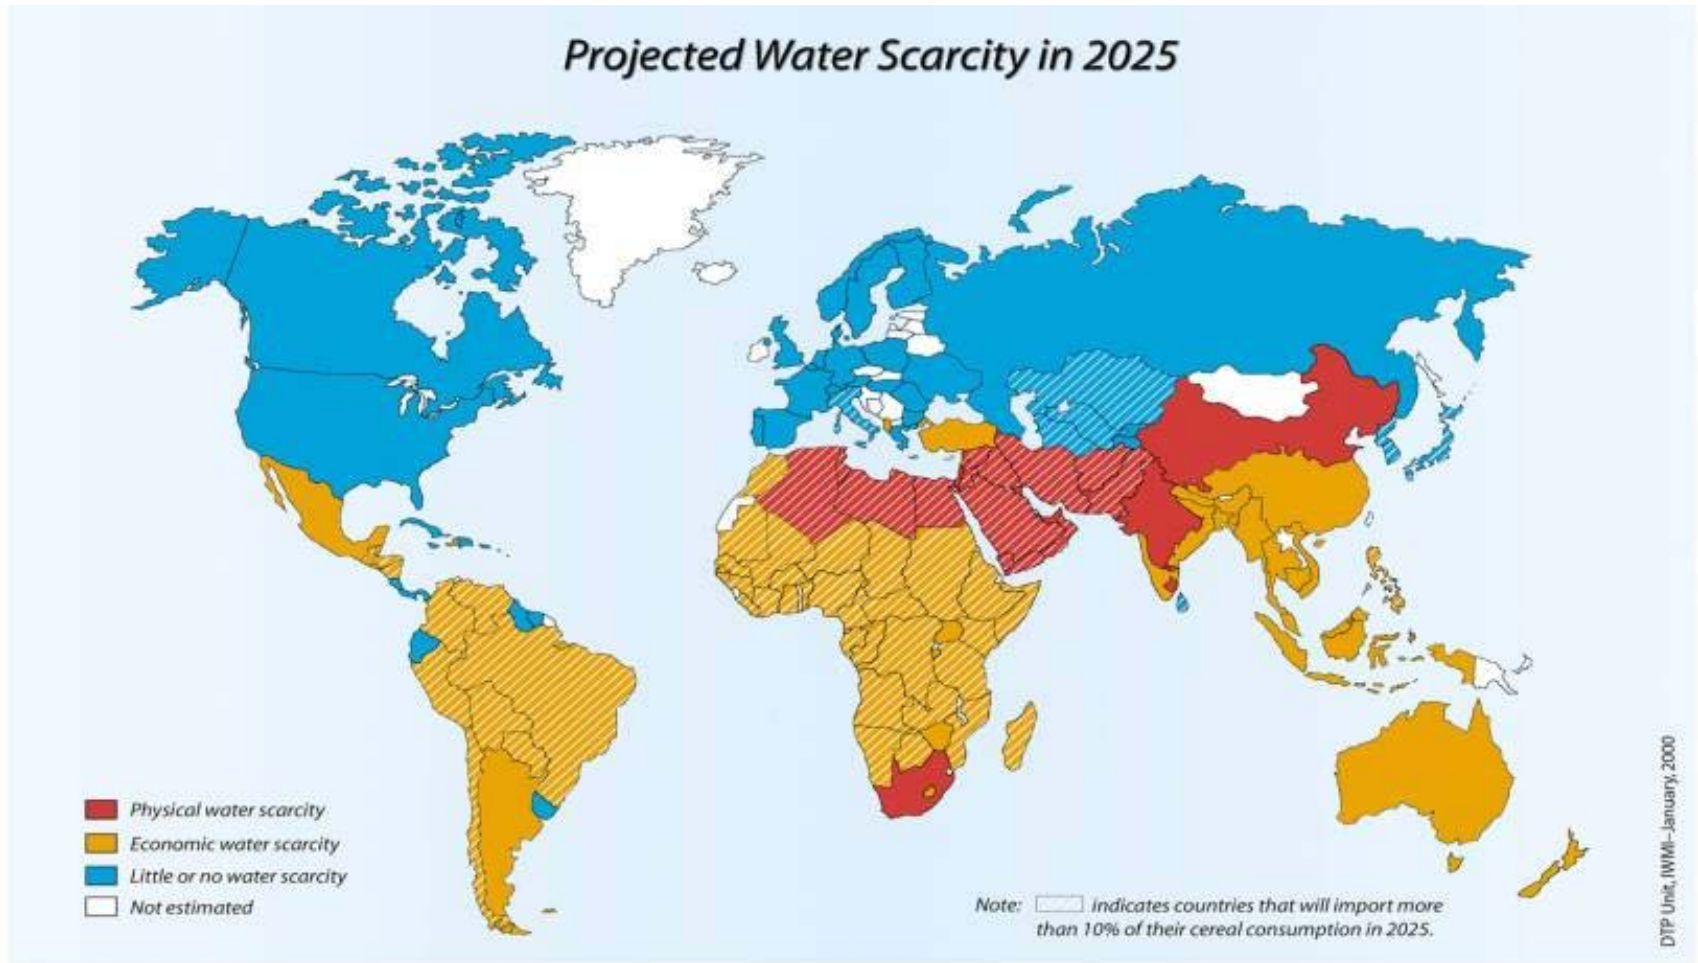 Projected Water Scarcity in 2025
Physical water scarcity
Economic water scarcity
Little or no water scarcity
Not estimated
Note: indicates countries that will import more
than 10% of their cereal consumption in 2025.
DTP Unit, IWMI–January, 2000